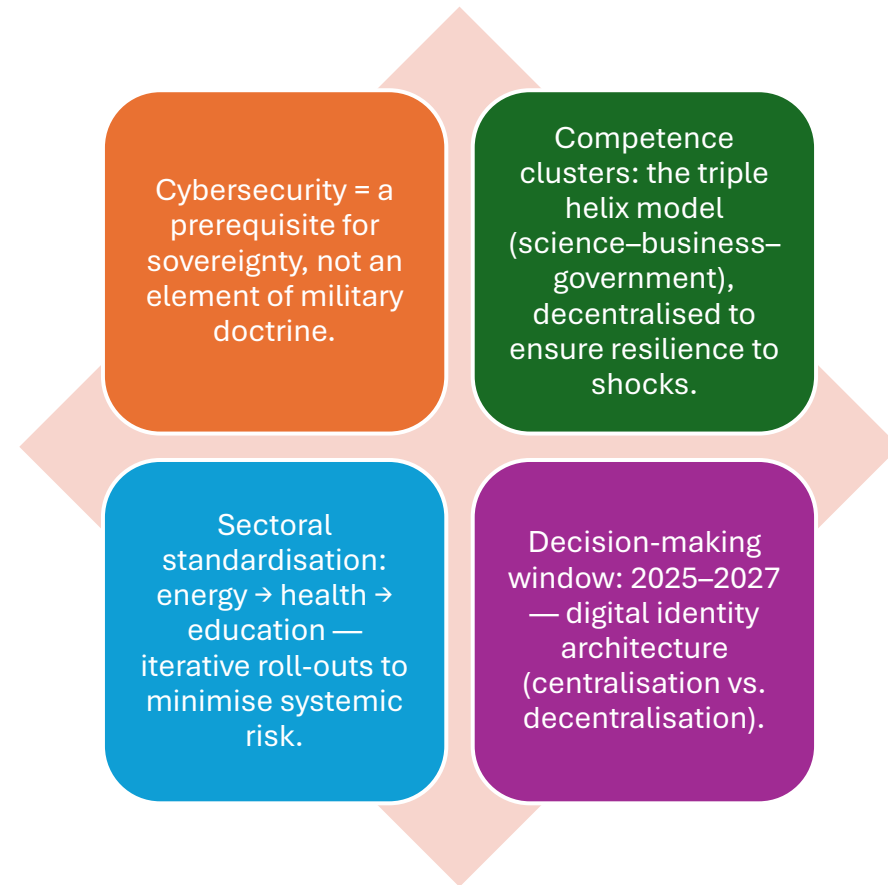 Cybersecurity = a
prerequisite for
sovereignty, not an
element of military
doctrine.
Competence
clusters: the triple
helix model
(science–business–
government),
decentralised to
ensure resilience to
shocks.
Sectoral
standardisation:
energy → health →
education —
iterative roll-outs to
minimise systemic
risk.
Decision-making
window: 2025–2027
— digital identity
architecture
(centralisation vs.
decentralisation).